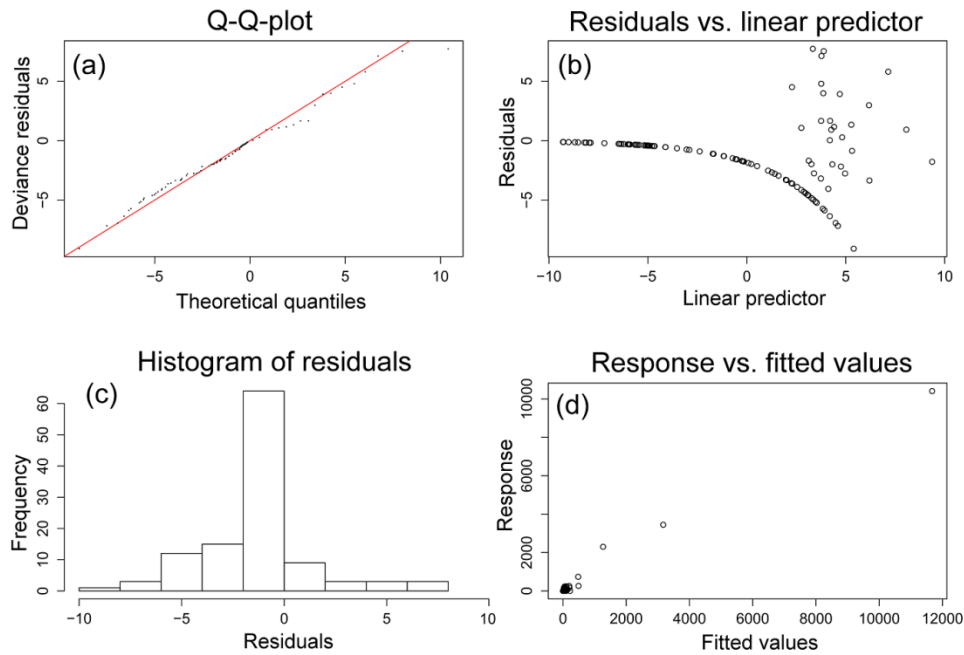 Q-Q-plot
(a)
Deviance residuals
5
−5
−5 0 5 10
Theoretical quantiles
Residuals vs. linear predictor
(b)
Residuals
5
0
−5
−10 −5 0 5 10
Linear predictor
Histogram of residuals
(c)
Frequency
60
50
40
30
20
10
0
−10 −5 0 5 10
Residuals
Response vs. fitted values
(d)
Response
10000
6000
4000
2000
0
0 2000 4000 6000 8000 10000 12000
Fitted values